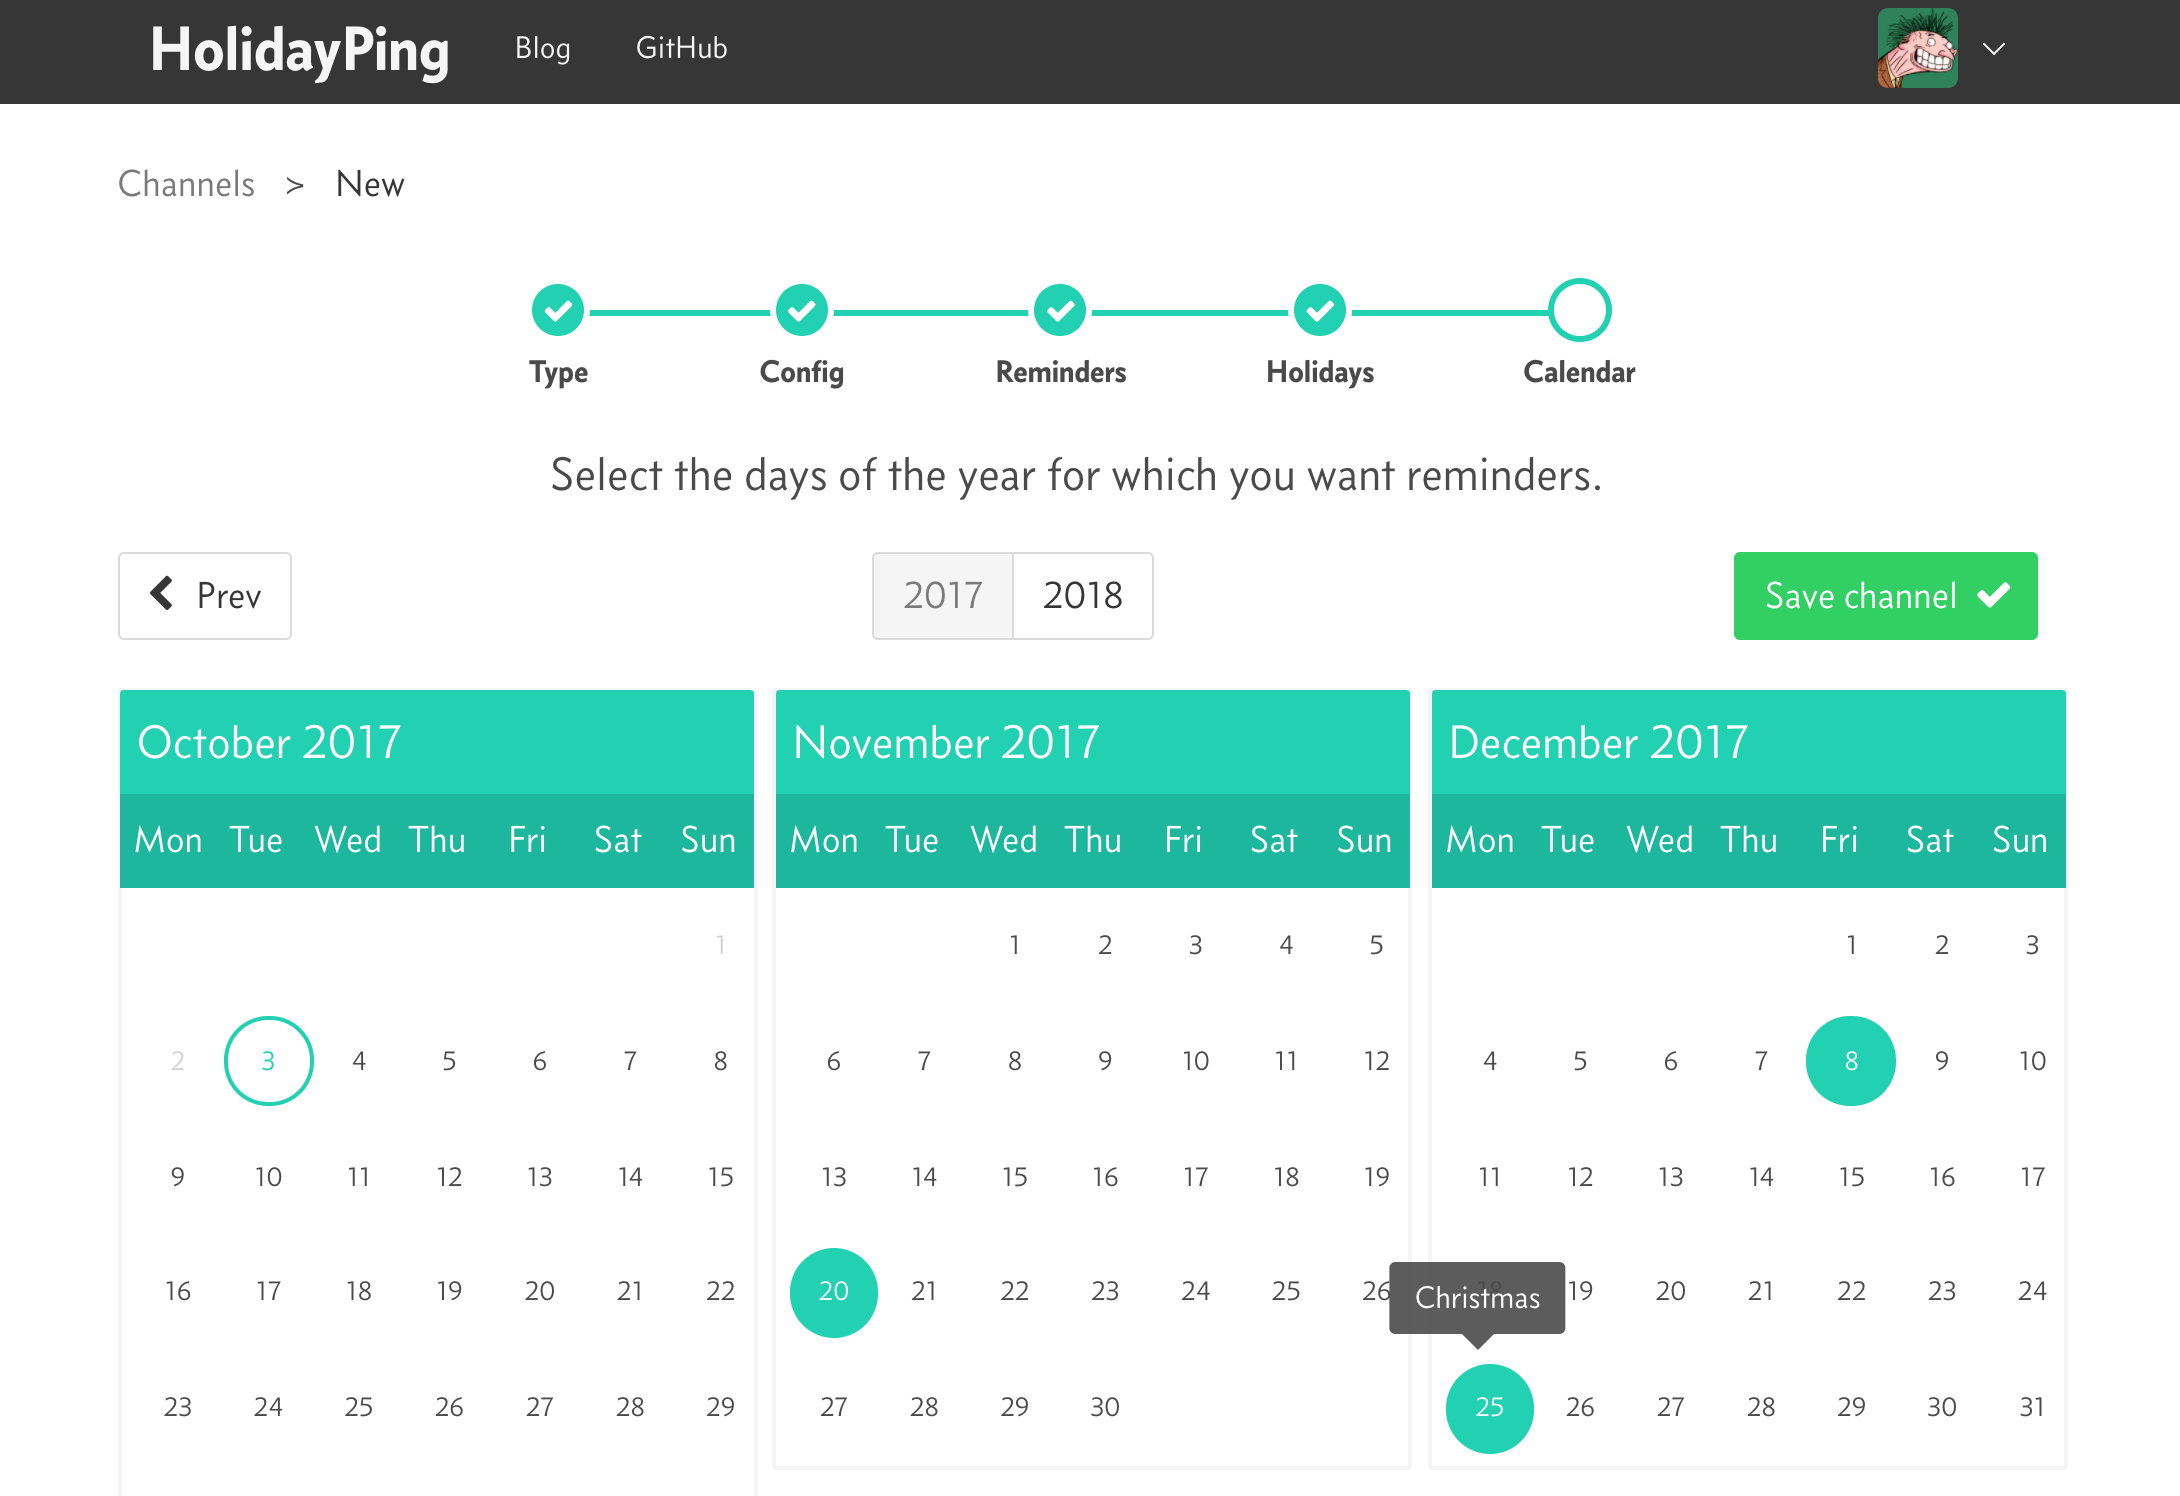 HolidayPing Blog GitHub
Channels > New
Type Config Reminders Holidays Calendar
Select the days of the year for which you want reminders.
Prev 2017 2018 Save channel
October 2017
Mon Tue Wed Thu Fri Sat Sun
1
2 3 4 5 6 7 8
9 10 11 12 13 14 15
16 17 18 19 20 21 22
23 24 25 26 27 28 29
November 2017
Mon Tue Wed Thu Fri Sat Sun
1 2 3 4 5
6 7 8 9 10 11 12
13 14 15 16 17 18 19
20 21 22 23 24 25 26
27 28 29 30
December 2017
Mon Tue Wed Thu Fri Sat Sun
1 2 3
4 5 6 7 8 9 10
11 12 13 14 15 16 17
Christmas
18 19 20 21 22 23 24
25 26 27 28 29 30 31